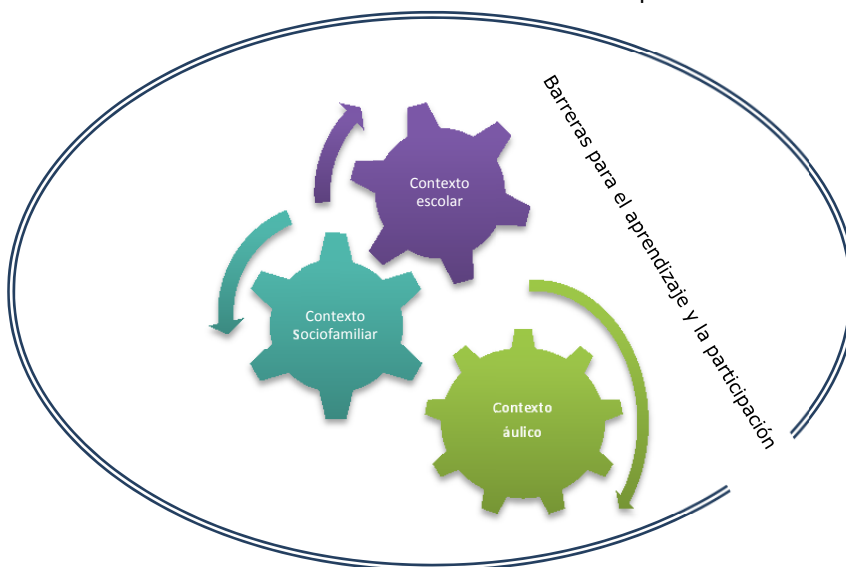 Barreras para el aprendizaje y la participación
Contexto
escolar
Contexto
Sociofamiliar
Contexto
áulico